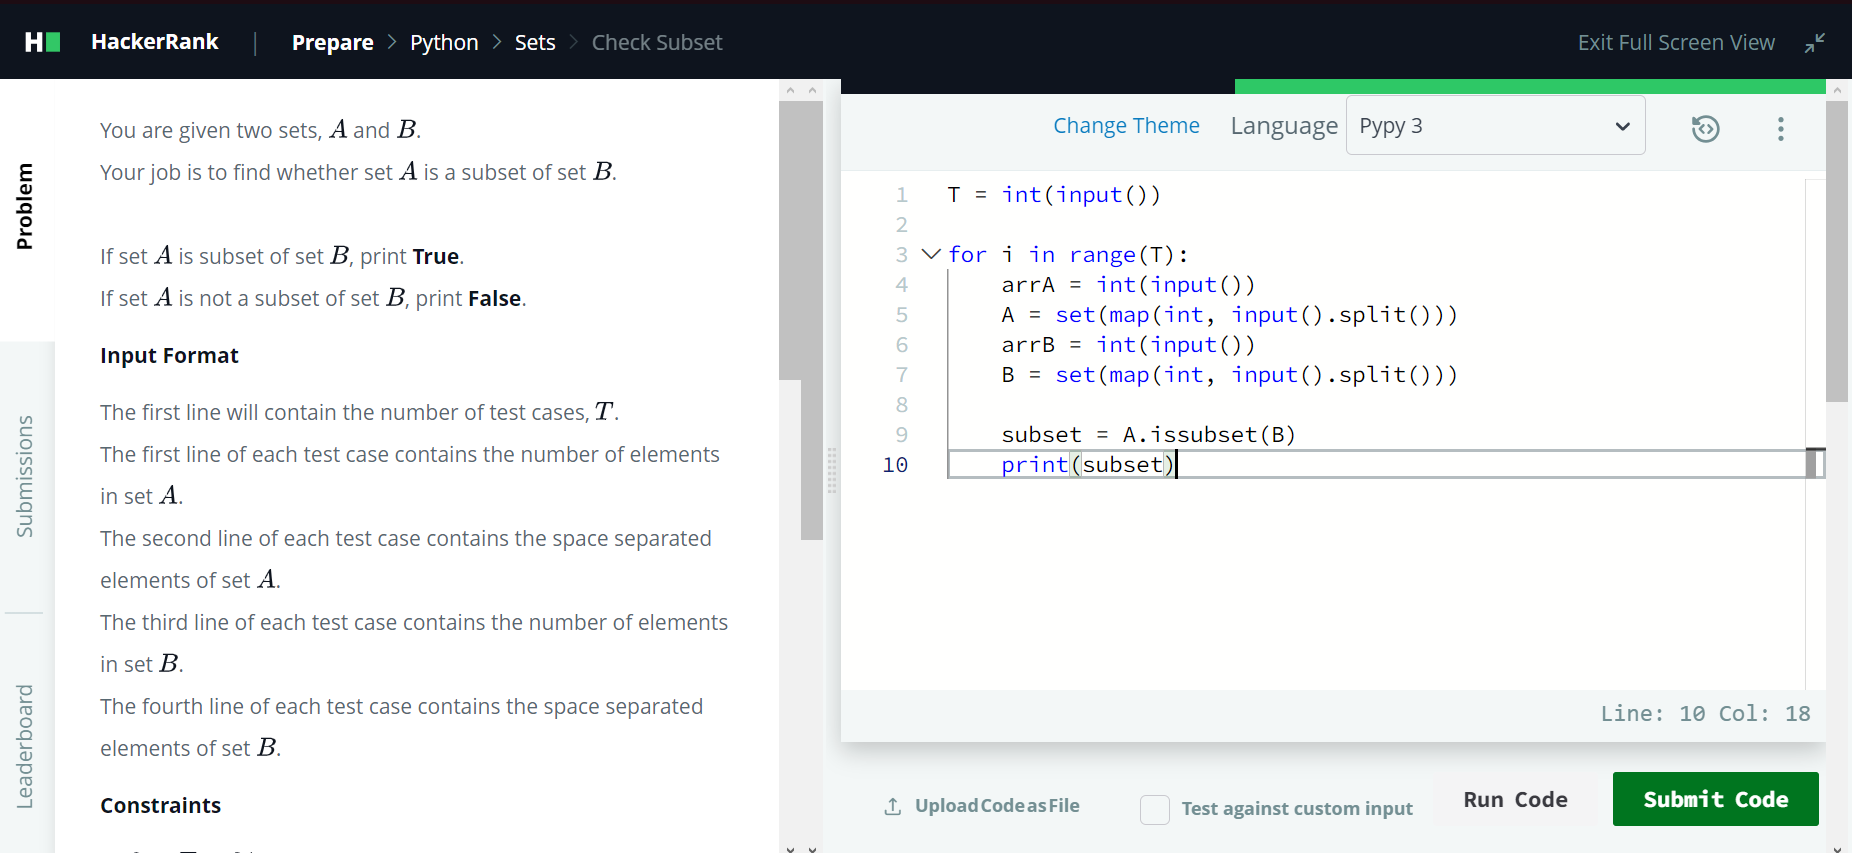 HackerRank | Prepare > Python > Sets > Check Subset
Exit Full Screen View
Problem
Submissions
Leaderboard
You are given two sets, A and B.
Your job is to find whether set A is a subset of set B.
If set A is subset of set B, print True.
If set A is not a subset of set B, print False.
Input Format
The first line will contain the number of test cases, T.
The first line of each test case contains the number of elements
in set A.
The second line of each test case contains the space separated
elements of set A.
The third line of each test case contains the number of elements
in set B.
The fourth line of each test case contains the space separated
elements of set B.
Constraints
Change Theme Language Pypy 3
1 T = int(input())
2
3 for i in range(T):
4 arrA = int(input())
5 A = set(map(int, input().split()))
6 arrB = int(input())
7 B = set(map(int, input().split()))
8
9 subset = A.issubset(B)
10 print(subset)
Line: 10 Col: 18
Upload Code as File
Test against custom input
Run Code
Submit Code